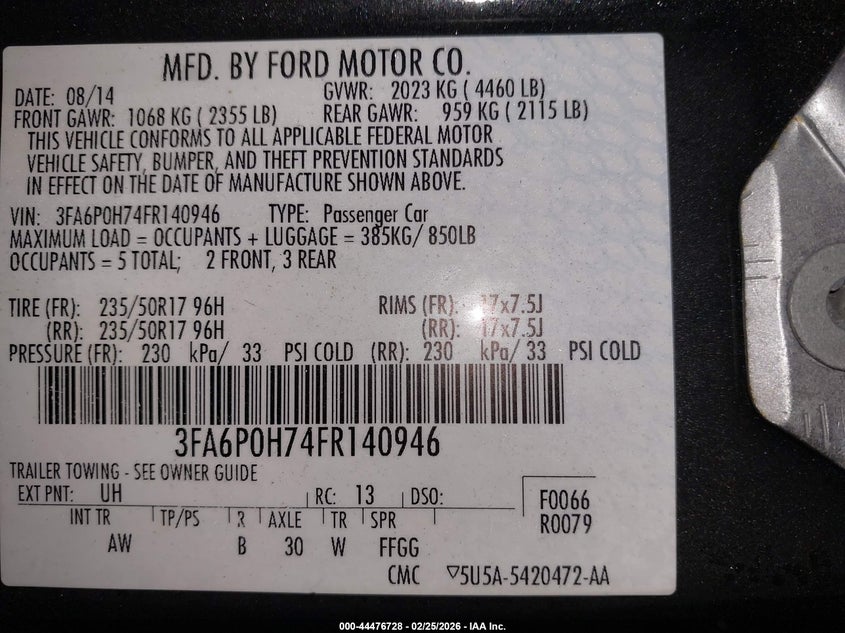 MFD. BY FORD MOTOR CO.
DATE: 08/14 GVWR: 2023 KG ( 4460 LB)
FRONT GAWR: 1068 KG ( 2355 LB) REAR GAWR: 959 KG ( 2115 LB)
THIS VEHICLE CONFORMS TO ALL APPLICABLE FEDERAL MOTOR
VEHICLE SAFETY, BUMPER, AND THEFT PREVENTION STANDARDS
IN EFFECT ON THE DATE OF MANUFACTURE SHOWN ABOVE.
VIN: 3FA6P0H74FR140946 TYPE: Passenger Car
MAXIMUM LOAD = OCCUPANTS + LUGGAGE = 385KG/ 850LB
OCCUPANTS = 5 TOTAL; 2 FRONT, 3 REAR
TIRE (FR): 235/50R17 96H RIMS (FR): 17x7.5J
(RR): 235/50R17 96H (RR): 17x7.5J
PRESSURE (FR): 230 kPa/ 33 PSI COLD (RR): 230 kPa/ 33 PSI COLD
3FA6P0H74FR140946
TRAILER TOWING - SEE OWNER GUIDE
EXT PNT: UH RC: 13 DSO: F0066
R0079
INT TR TP/PS R AXLE TR SPR
AW B 30 W FFGG
CMC ▽5U5A-5420472-AA
000-44476728 - 02/25/2026 - IAA Inc.